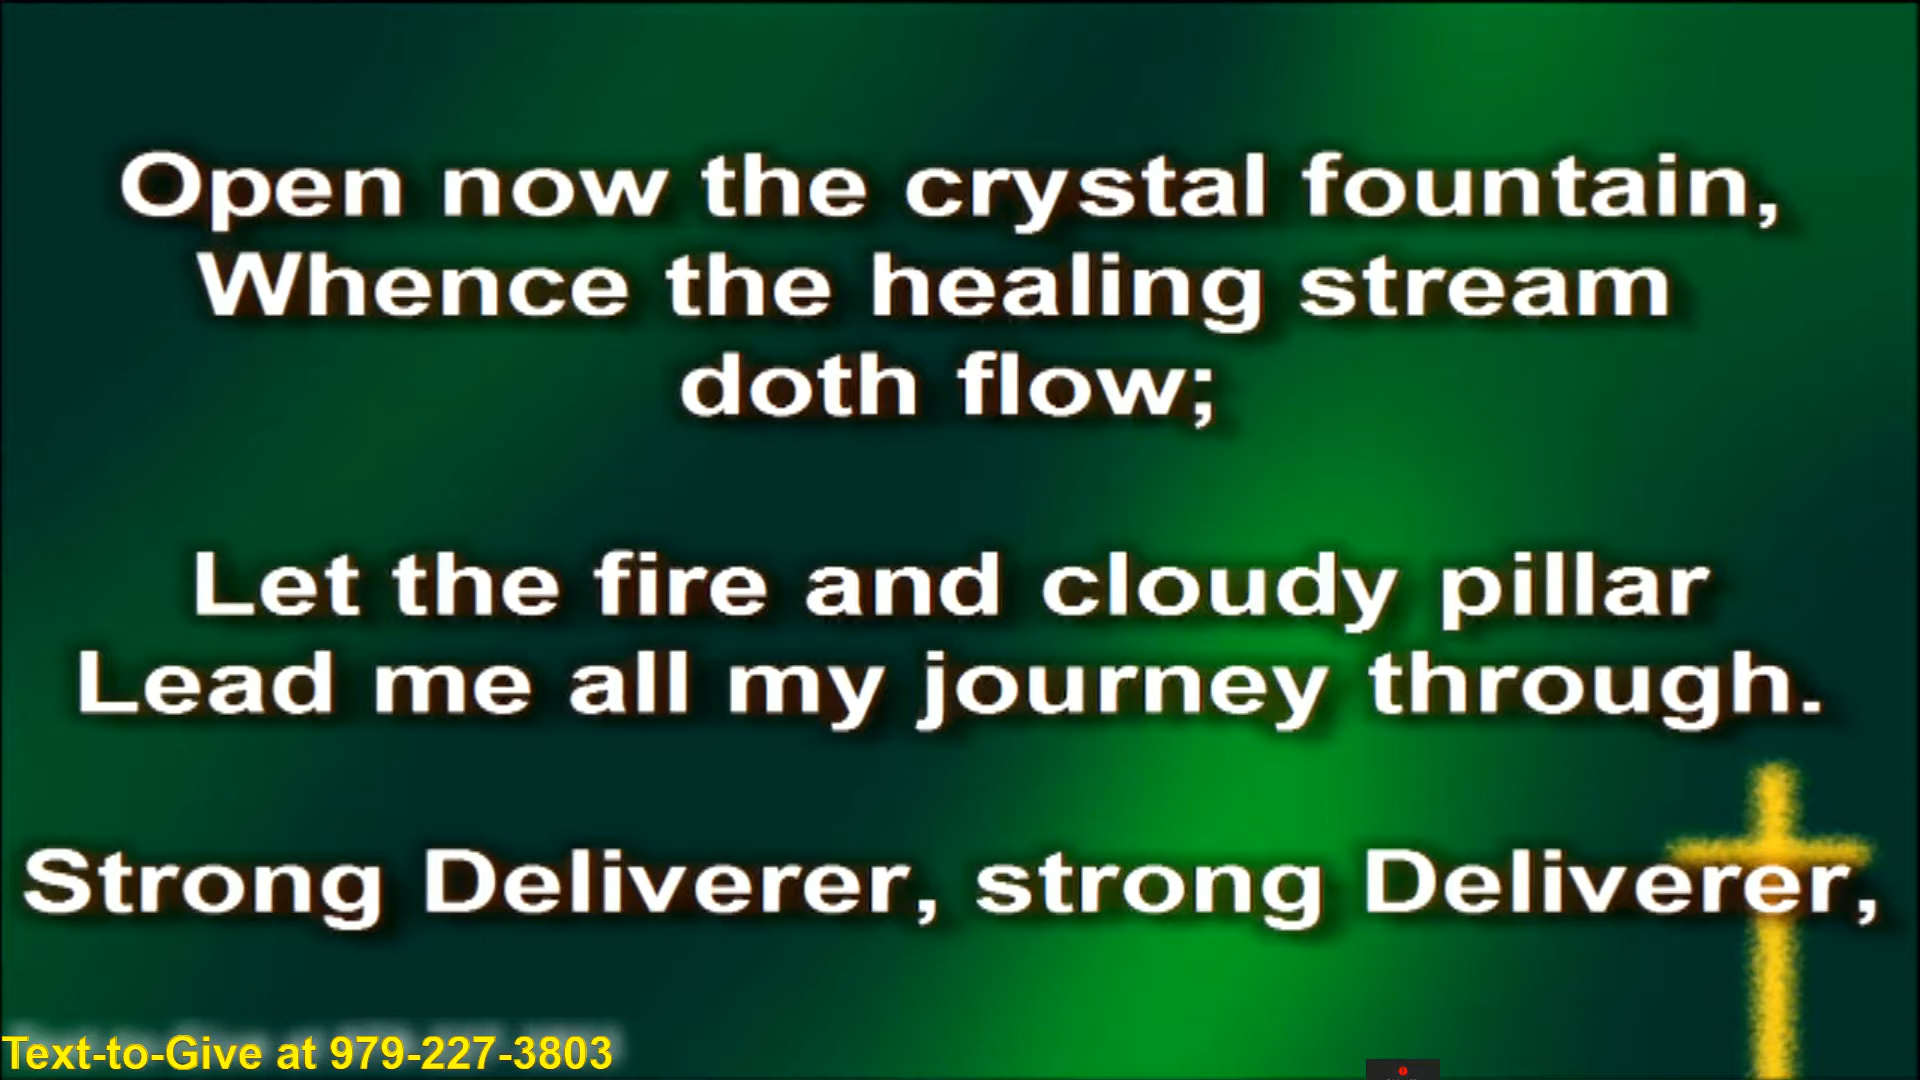 Open now the crystal fountain,
Whence the healing stream
doth flow;
Let the fire and cloudy pillar
Lead me all my journey through.
Strong Deliverer, strong Deliverer,
Text-to-Give at 979-227-3803